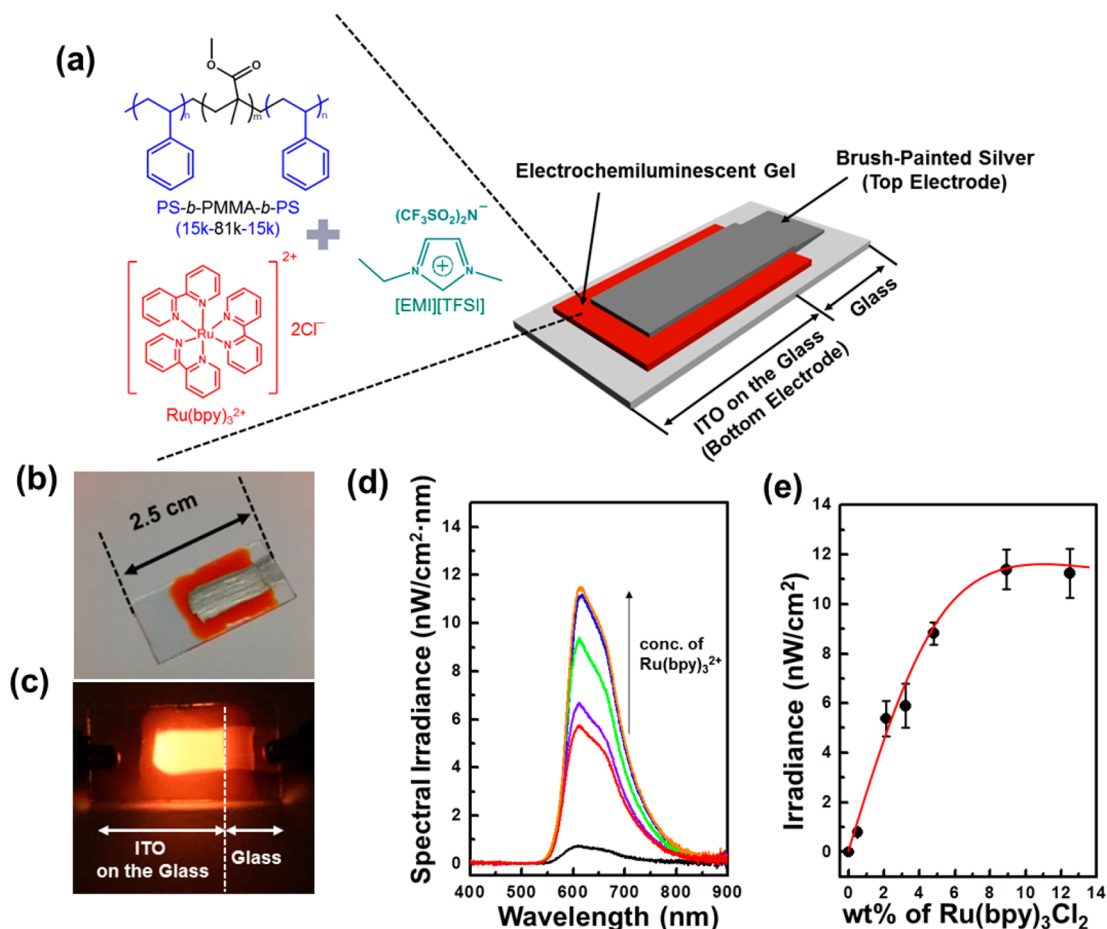 (a)
O
O
n
m
n
PS-b-PMMA-b-PS
(15k-81k-15k)
(CF₃SO₂)₂N⁻
N
N
[EMI][TFSI]
2+
N
N
N
Ru
N
N
N
2Cl⁻
Ru(bpy)₃²⁺
Electrochemiluminescent Gel
Brush-Painted Silver
(Top Electrode)
Glass
ITO on the Glass
(Bottom Electrode)
(b)
2.5 cm
(c)
ITO
on the Glass
Glass
(d)
Spectral Irradiance (nW/cm²·nm)
14
12
10
8
6
4
2
0
400 500 600 700 800 900
Wavelength (nm)
conc. of
Ru(bpy)₃²⁺
(e)
Irradiance (nW/cm²)
14
12
10
8
6
4
2
0
0 2 4 6 8 10 12 14
wt% of Ru(bpy)₃Cl₂